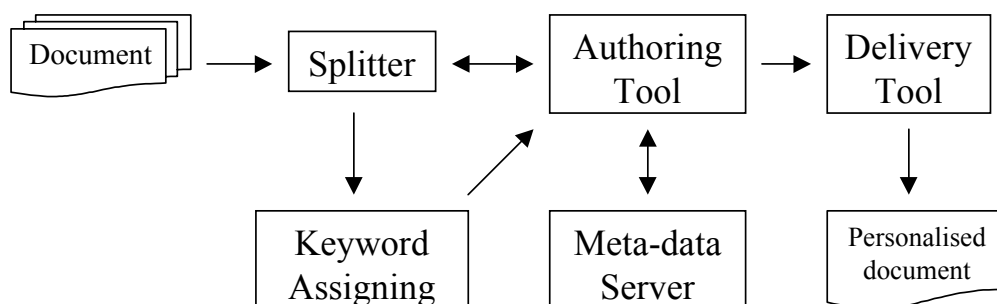 Document
Splitter
Authoring
Tool
Delivery
Tool
Keyword
Assigning
Meta-data
Server
Personalised
document